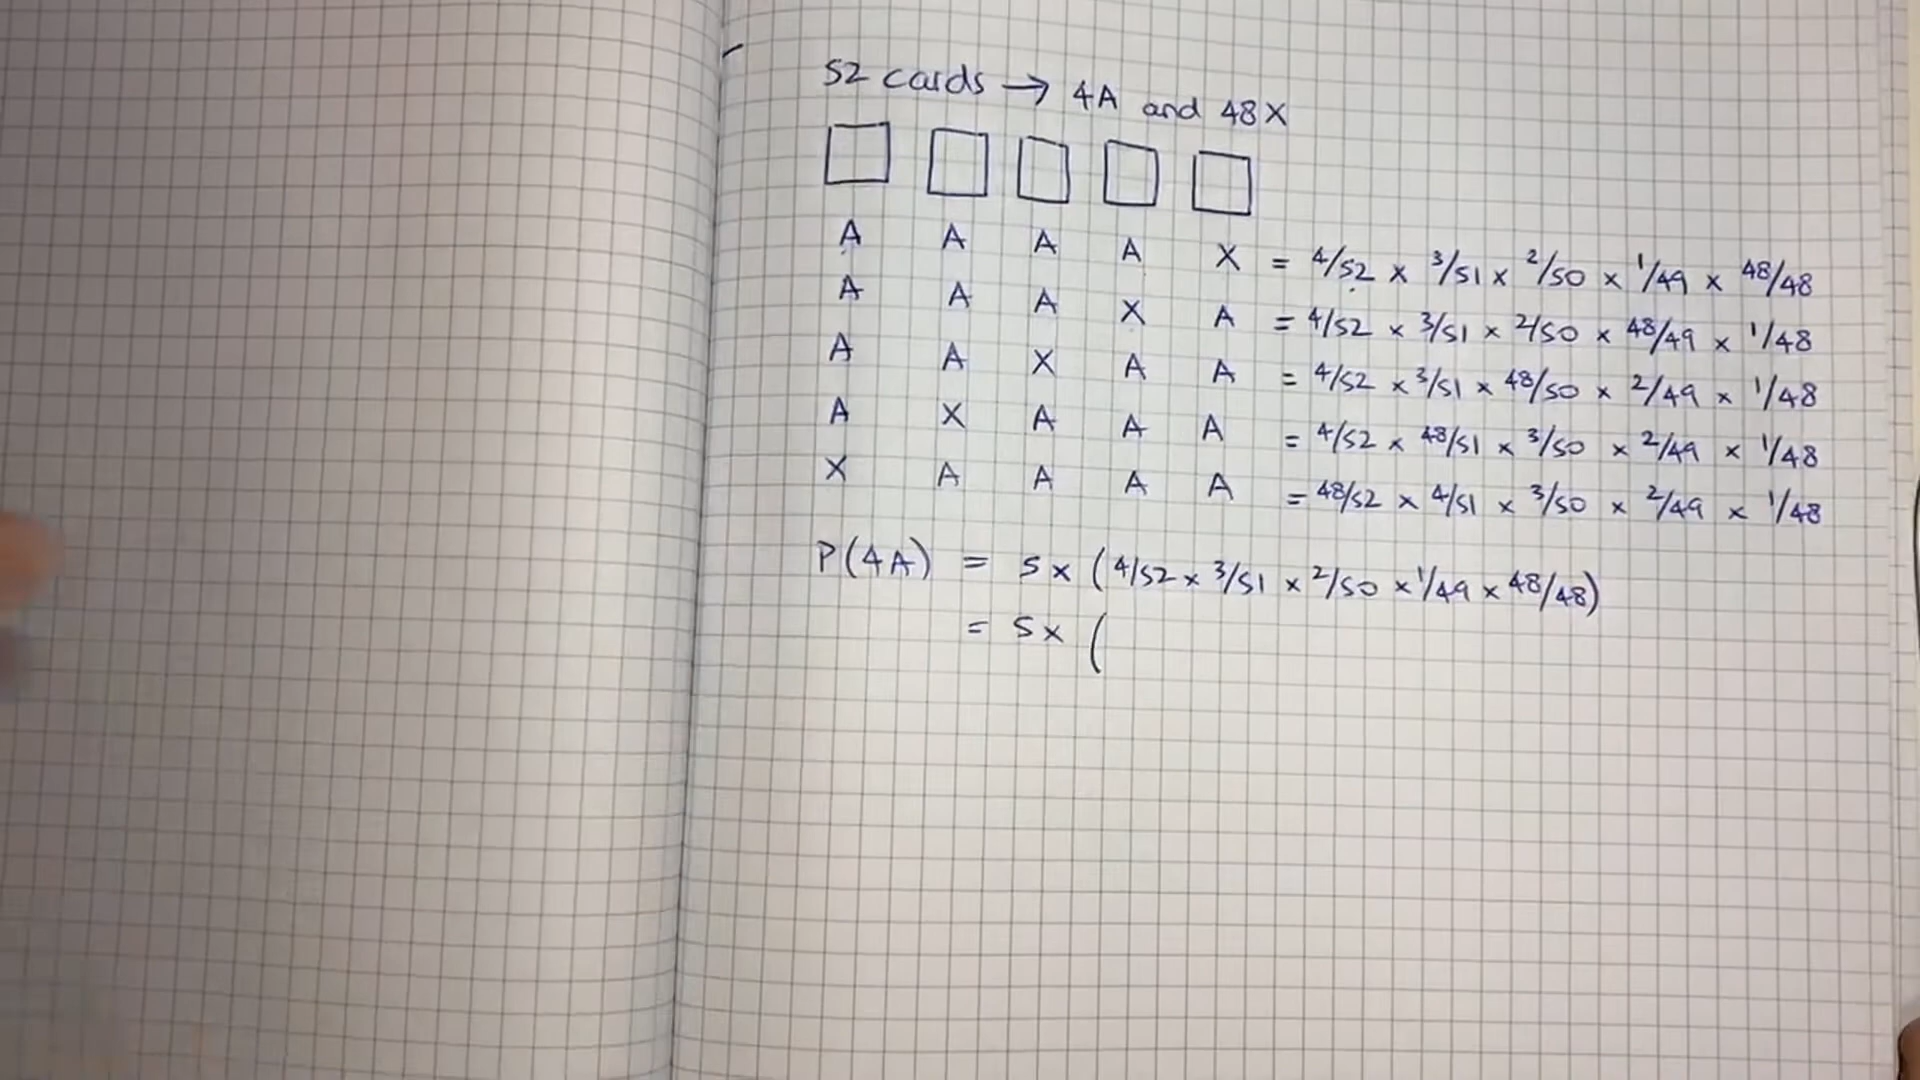 52 cards → 4A and 48X
A A A A X = 4/52 x 3/51 x 2/50 x 1/49 x 48/48
A A A X A = 4/52 x 3/51 x 2/50 x 48/49 x 1/48
A A X A A = 4/52 x 3/51 x 48/50 x 2/49 x 1/48
A X A A A = 4/52 x 48/51 x 3/50 x 2/49 x 1/48
X A A A A = 48/52 x 4/51 x 3/50 x 2/49 x 1/48
P(4A) = 5x (4/52 x 3/51 x 2/50 x 1/49 x 48/48)
= 5x (